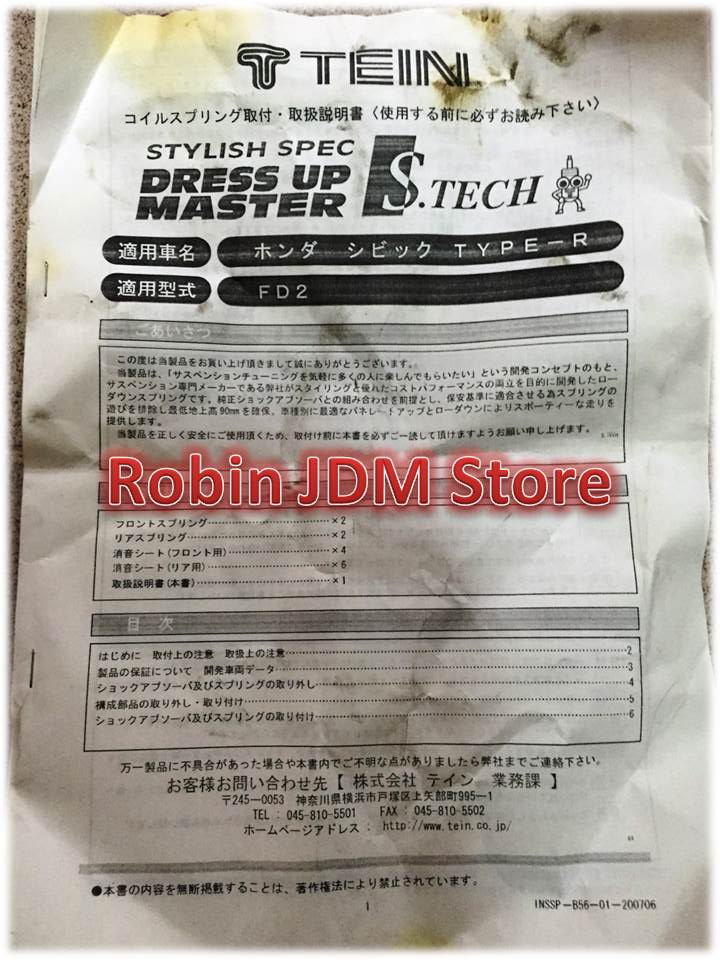 TEIN
コイルスプリング取付・取扱説明書〈使用する前に必ずお読み下さい〉
STYLISH SPEC
DRESS UP
MASTER
S.TECH
適用車名 ホンダ シビック TYPE-R
適用型式 FD2
ごあいさつ
この度は当製品をお買い上げ頂きまして誠にありがとうございます。
当製品は、「サスペンションチューニングを気軽に多くの人に楽しんでもらいたい」という開発コンセプトのもと、
サスペンション専門メーカーである弊社がスタイリングと優れたコストパフォーマンスの両立を目的に開発したロー
ダウンスプリングです。純正ショックアブソーバとの組み合わせを前提とし、保安基準に適合させる為スプリングの
遊びを排除し最低地上高90mmを確保。車種別に最適なバネレートアップとローダウンによりスポーティーな走りを
提供します。
当製品を正しく安全にご使用頂くため、取付け前に本書を必ずご一読して頂けますようお願い申し上げます。
Robin JDM Store
フロントスプリング…×2
リアスプリング…×2
消音シート(フロント用)…×4
消音シート(リア用)…×6
取扱説明書(本書)…×1
目 次
はじめに 取付上の注意 取扱上の注意…2
製品の保証について 開発車両データ…3
ショックアブソーバ及びスプリングの取り外し…4
構成部品の取り外し・取り付け…5
ショックアブソーバ及びスプリングの取り付け…6
万一製品に不具合があった場合や本書内でご不明な点がありましたら弊社までご連絡下さい。
お客様お問い合わせ先【 株式会社 テイン 業務課 】
〒245-0053 神奈川県横浜市戸塚区上矢部町995-1
TEL : 045-810-5501 FAX : 045-810-5502
ホームページアドレス : http://www.tein.co.jp/
●本書の内容を無断掲載することは、著作権法により禁止されています。
1
INSSP-B56-01-200706